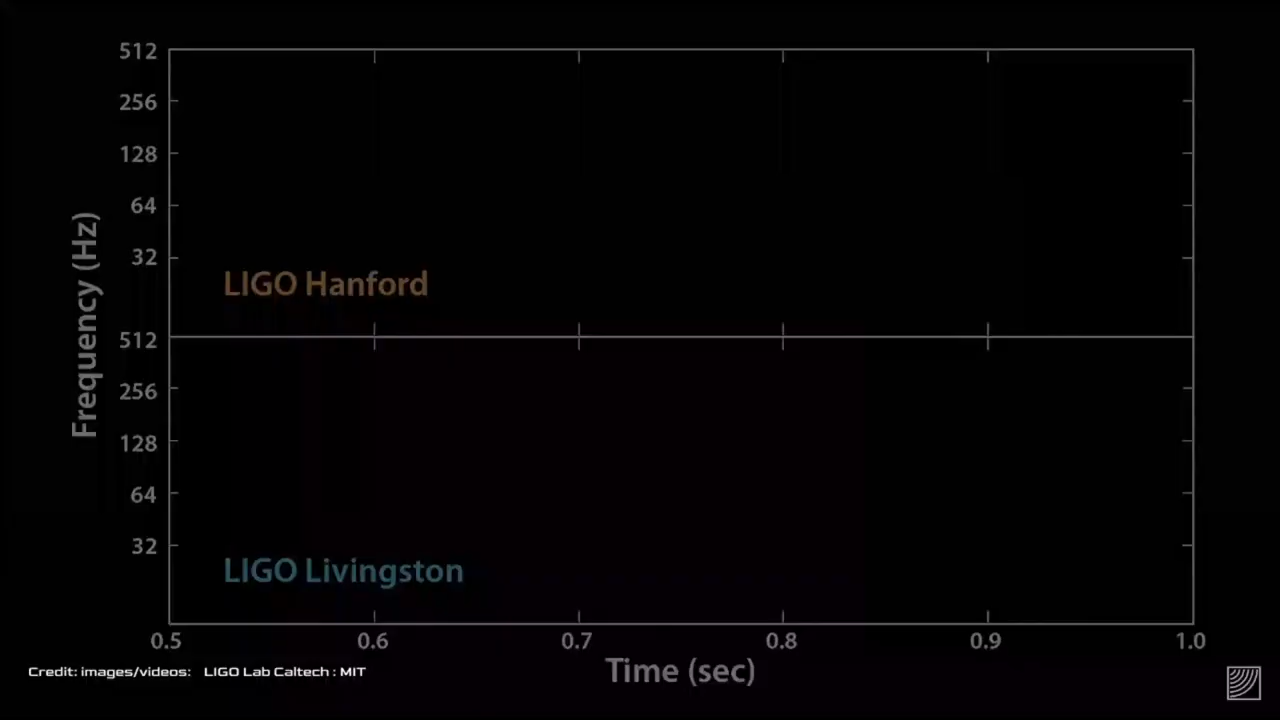 512
256
128
64
32
LIGO Hanford
Frequency (Hz)
512
256
128
64
32
LIGO Livingston
0.5 0.6 0.7 0.8 0.9 1.0
Time (sec)
Credit: images/videos: LIGO Lab Caltech : MIT